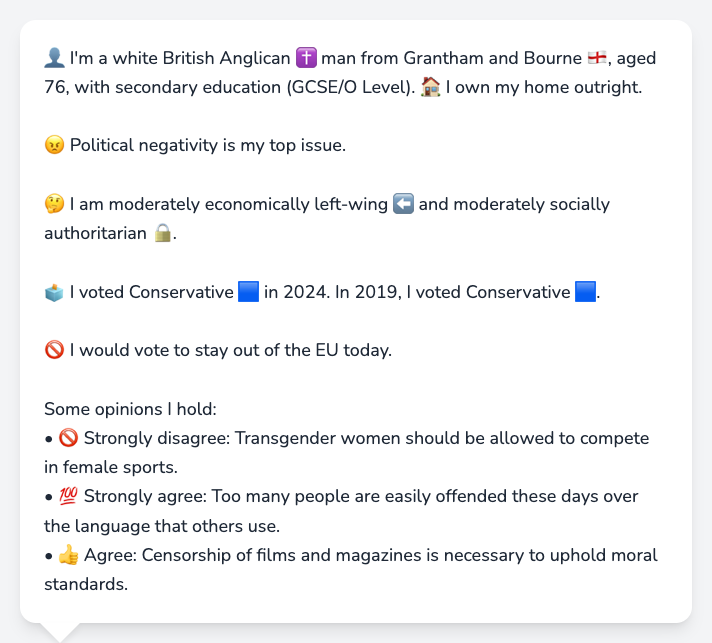 👤 I'm a white British Anglican ✝️ man from Grantham and Bourne 🏴󠁧󠁢󠁥󠁮󠁧󠁿, aged
76, with secondary education (GCSE/O Level). 🏠 I own my home outright.
😠 Political negativity is my top issue.
🤔 I am moderately economically left-wing ⬅️ and moderately socially
authoritarian 🔒.
🗳️ I voted Conservative 🟦 in 2024. In 2019, I voted Conservative 🟦.
🚫 I would vote to stay out of the EU today.
Some opinions I hold:
• 🚫 Strongly disagree: Transgender women should be allowed to compete
in female sports.
• 💯 Strongly agree: Too many people are easily offended these days over
the language that others use.
• 👍 Agree: Censorship of films and magazines is necessary to uphold moral
standards.